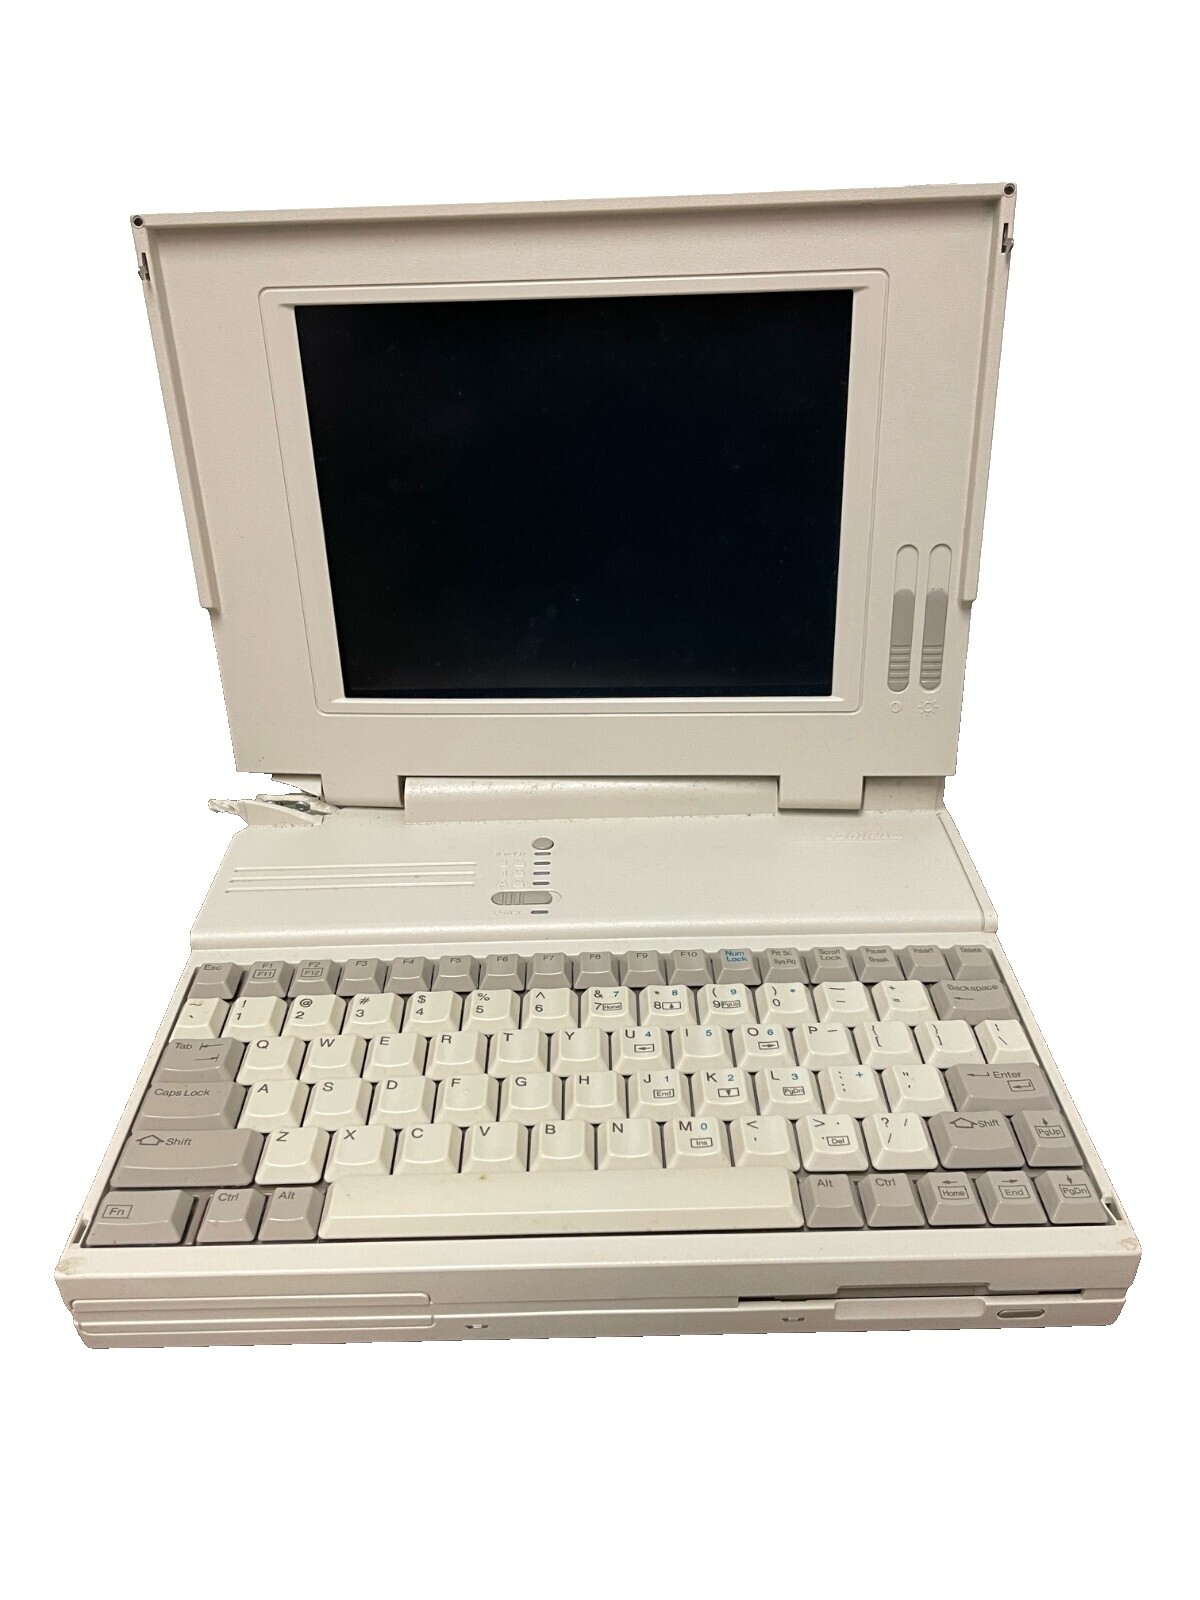 Esc F1 F11 F2 F12 F3 F4 F5 F6 F7 F8 F9 F10 Num Lock Prt Sc Sys Rq Scroll Lock Pause Break Insert Delete
~ ` ! 1 @ 2 # 3 $ 4 % 5 ^ 6 & 7 7 Home * 8 8 ( 9 9 PgUp ) * 0 — - + = Backspace
Tab Q W E R T Y U 4 I 5 O 6 P − { [ } ] ¦ \
Caps Lock A S D F G H J 1 End K 2 L 3 PgDn : + ; " ' Enter
Shift Z X C V B N M 0 Ins < , > . . Del ? / / Shift PgUp
Fn Ctrl Alt Alt Ctrl Home End PgDn